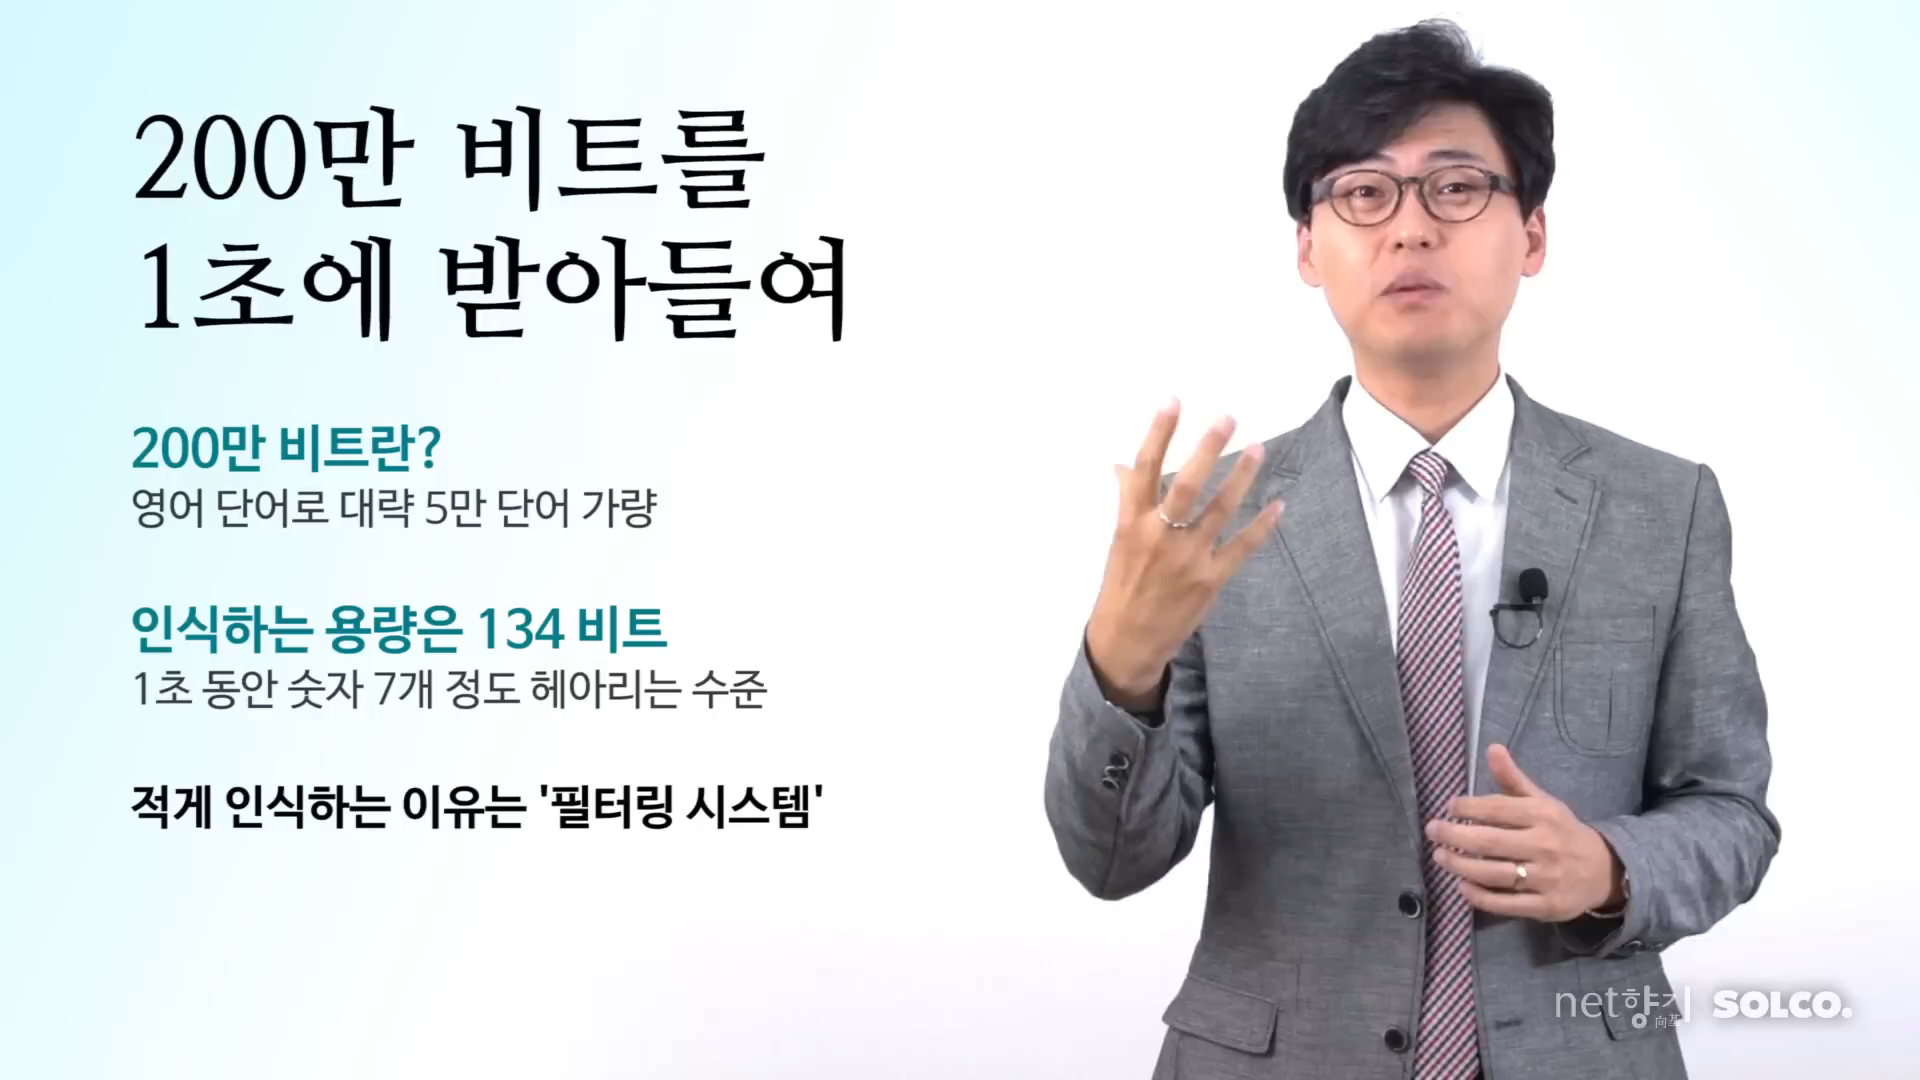 200만 비트를
1초에 받아들여
200만 비트란?
영어 단어로 대략 5만 단어 가량
인식하는 용량은 134 비트
1초 동안 숫자 7개 정도 헤아리는 수준
적게 인식하는 이유는 '필터링 시스템'
net향기 SOLCO.
向基